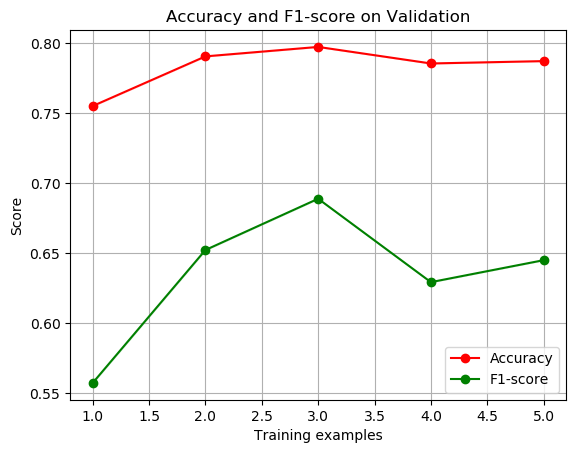 Accuracy and F1-score on Validation
0.80
0.75
0.70
0.65
0.60
0.55
Score
1.0 1.5 2.0 2.5 3.0 3.5 4.0 4.5 5.0
Training examples
Accuracy
F1-score